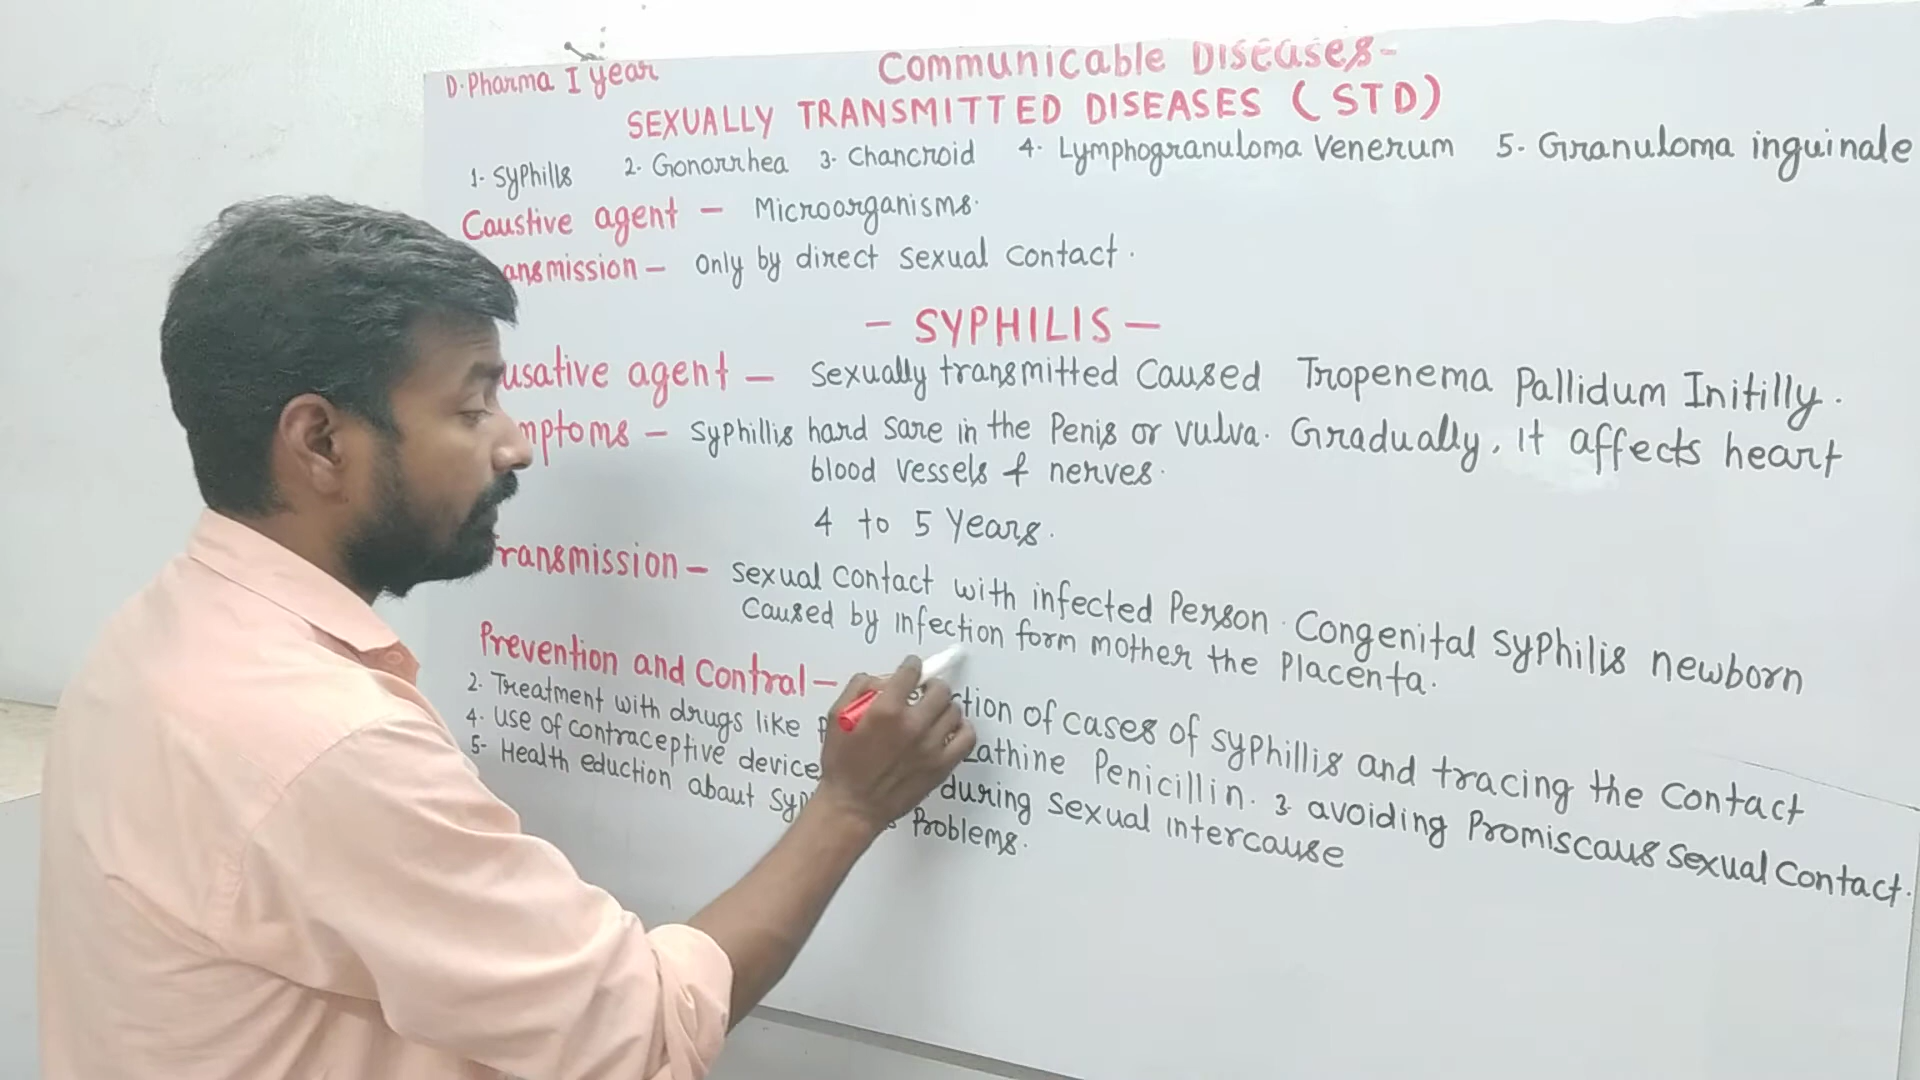 D. Pharma I year
Communicable Diseases-
SEXUALLY TRANSMITTED DISEASES (STD)
1- Syphills 2- Gonorrhea 3- Chancroid 4- Lymphogranuloma Venerum 5- Granuloma inguinale
Caustive agent - Microorganisms.
ansmission - Only by direct sexual contact.
- SYPHILIS -
usative agent - Sexually transmitted Caused Tropenema Pallidum Initilly.
mptoms - Syphillis hard sare in the Penis or vulva. Gradually, it affects heart
blood vessels & nerves.
4 to 5 Years.
ransmission - Sexual contact with infected Person. Congenital Syphilis newborn
Caused by infection form mother the Placenta.
Prevention and Contral - tion of cases of syphillis and tracing the contact
2. Treatment with drugs like athine Penicillin. 3 avoiding Promiscaus Sexual Contact.
4. Use of contraceptive device during sexual intercause
5- Health eduction abaut Problems.